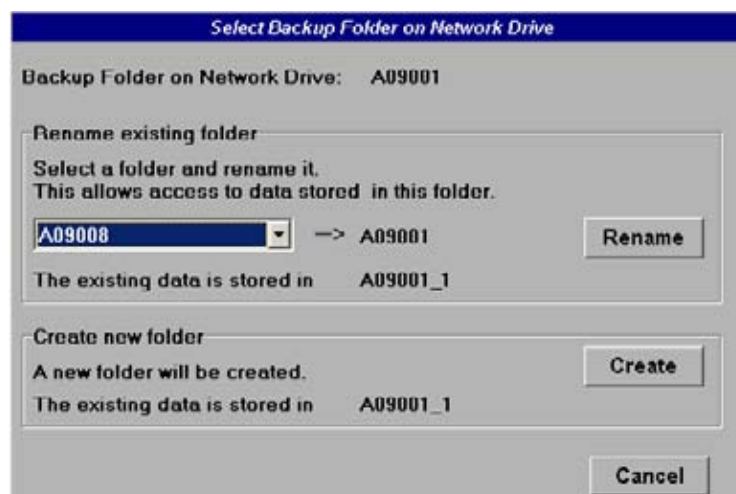 Select Backup Folder on Network Drive
Backup Folder on Network Drive: A09001
Rename existing folder
Select a folder and rename it.
This allows access to data stored in this folder.
A09008 —> A09001 Rename
The existing data is stored in A09001_1
Create new folder
A new folder will be created. Create
The existing data is stored in A09001_1
Cancel